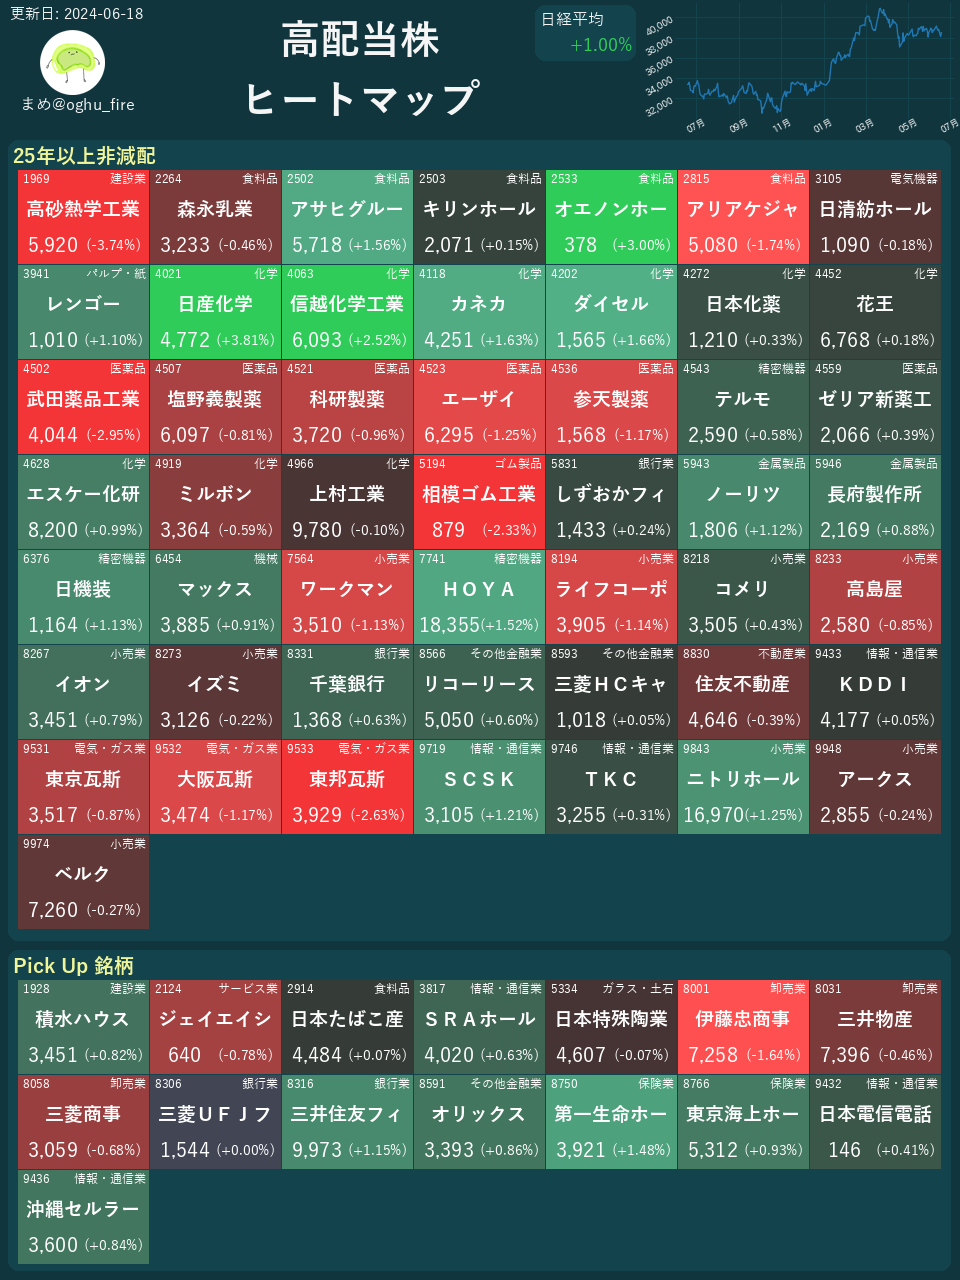 更新日: 2024-06-18
まめ@oghu_fire
高配当株
ヒートマップ
日経平均
+1.00%
40,000
38,000
36,000
34,000
32,000
07月 09月 11月 01月 03月 05月 07月
25年以上非減配
1969 建設業 2264 食料品 2502 食料品 2503 食料品 2533 食料品 2815 食料品 3105 電気機器
高砂熱学工業 森永乳業 アサヒグルー キリンホール オエノンホー アリアケジャ 日清紡ホール
5,920 (-3.74%) 3,233 (-0.46%) 5,718 (+1.56%) 2,071 (+0.15%) 378 (+3.00%) 5,080 (-1.74%) 1,090 (-0.18%)
3941 パルプ・紙 4021 化学 4063 化学 4118 化学 4202 化学 4272 化学 4452 化学
レンゴー 日産化学 信越化学工業 カネカ ダイセル 日本化薬 花王
1,010 (+1.10%) 4,772 (+3.81%) 6,093 (+2.52%) 4,251 (+1.63%) 1,565 (+1.66%) 1,210 (+0.33%) 6,768 (+0.18%)
4502 医薬品 4507 医薬品 4521 医薬品 4523 医薬品 4536 医薬品 4543 精密機器 4559 医薬品
武田薬品工業 塩野義製薬 科研製薬 エーザイ 参天製薬 テルモ ゼリア新薬工
4,044 (-2.95%) 6,097 (-0.81%) 3,720 (-0.96%) 6,295 (-1.25%) 1,568 (-1.17%) 2,590 (+0.58%) 2,066 (+0.39%)
4628 化学 4919 化学 4966 化学 5194 ゴム製品 5831 銀行業 5943 金属製品 5946 金属製品
エスケー化研 ミルボン 上村工業 相模ゴム工業 しずおかフィ ノーリツ 長府製作所
8,200 (+0.99%) 3,364 (-0.59%) 9,780 (-0.10%) 879 (-2.33%) 1,433 (+0.24%) 1,806 (+1.12%) 2,169 (+0.88%)
6376 精密機器 6454 機械 7564 小売業 7741 精密機器 8194 小売業 8218 小売業 8233 小売業
日機装 マックス ワークマン ＨＯＹＡ ライフコーポ コメリ 高島屋
1,164 (+1.13%) 3,885 (+0.91%) 3,510 (-1.13%) 18,355(+1.52%) 3,905 (-1.14%) 3,505 (+0.43%) 2,580 (-0.85%)
8267 小売業 8273 小売業 8331 銀行業 8566 その他金融業 8593 その他金融業 8830 不動産業 9433 情報・通信業
イオン イズミ 千葉銀行 リコーリース 三菱ＨＣキャ 住友不動産 ＫＤＤＩ
3,451 (+0.79%) 3,126 (-0.22%) 1,368 (+0.63%) 5,050 (+0.60%) 1,018 (+0.05%) 4,646 (-0.39%) 4,177 (+0.05%)
9531 電気・ガス業 9532 電気・ガス業 9533 電気・ガス業 9719 情報・通信業 9746 情報・通信業 9843 小売業 9948 小売業
東京瓦斯 大阪瓦斯 東邦瓦斯 ＳＣＳＫ ＴＫＣ ニトリホール アークス
3,517 (-0.87%) 3,474 (-1.17%) 3,929 (-2.63%) 3,105 (+1.21%) 3,255 (+0.31%) 16,970(+1.25%) 2,855 (-0.24%)
9974 小売業
ベルク
7,260 (-0.27%)
Pick Up 銘柄
1928 建設業 2124 サービス業 2914 食料品 3817 情報・通信業 5334 ガラス・土石 8001 卸売業 8031 卸売業
積水ハウス ジェイエイシ 日本たばこ産 ＳＲＡホール 日本特殊陶業 伊藤忠商事 三井物産
3,451 (+0.82%) 640 (-0.78%) 4,484 (+0.07%) 4,020 (+0.63%) 4,607 (-0.07%) 7,258 (-1.64%) 7,396 (-0.46%)
8058 卸売業 8306 銀行業 8316 銀行業 8591 その他金融業 8750 保険業 8766 保険業 9432 情報・通信業
三菱商事 三菱ＵＦＪフ 三井住友フィ オリックス 第一生命ホー 東京海上ホー 日本電信電話
3,059 (-0.68%) 1,544 (+0.00%) 9,973 (+1.15%) 3,393 (+0.86%) 3,921 (+1.48%) 5,312 (+0.93%) 146 (+0.41%)
9436 情報・通信業
沖縄セルラー
3,600 (+0.84%)